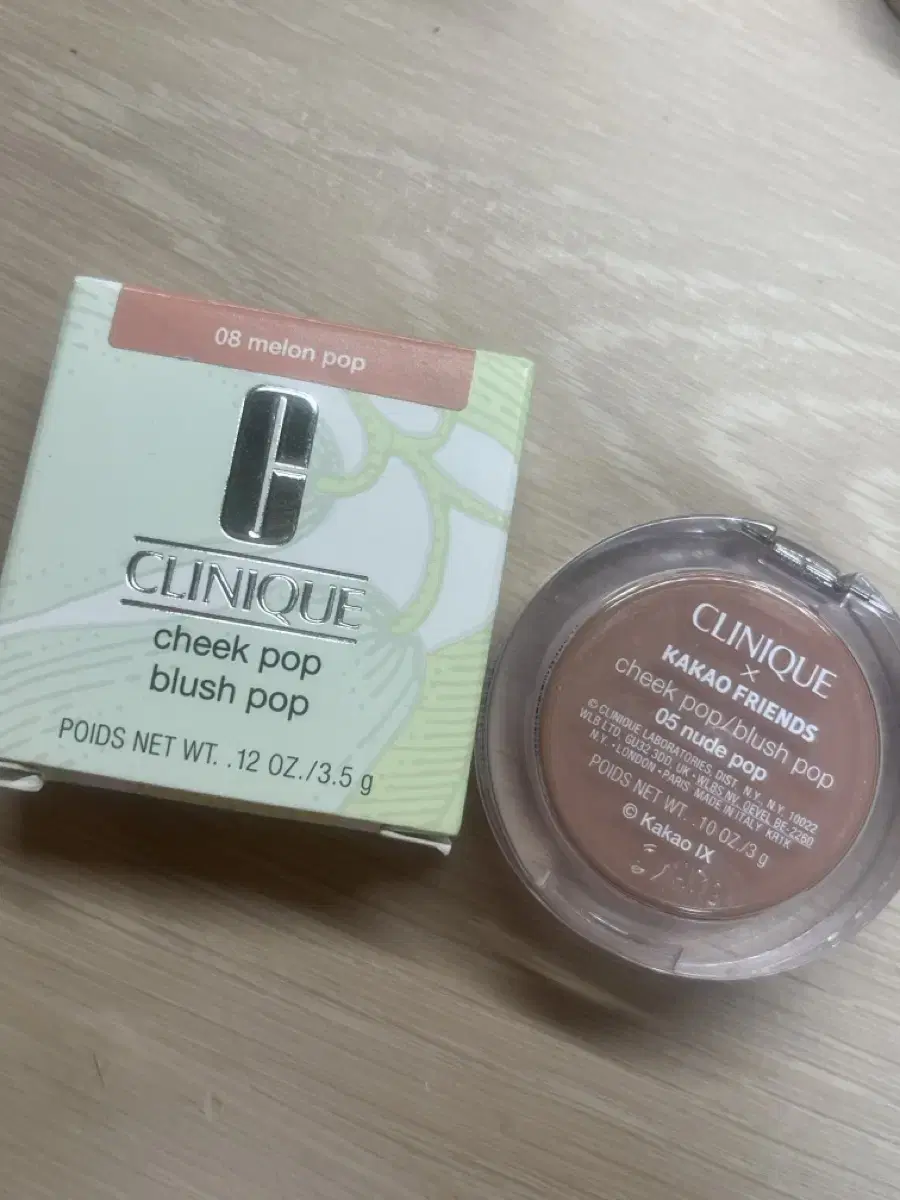 08 melon pop
CLINIQUE
cheek pop
blush pop
POIDS NET WT. .12 OZ./3.5 g
CLINIQUE
×
KAKAO FRIENDS
cheek pop/blush pop
05 nude pop
© CLINIQUE LABORATORIES, DIST. N.Y., N.Y. 10022
WLB LTD, GU32 3DD, UK • WLBS NV, OEVEL BE-2260
N.Y. • LONDON • PARIS MADE IN ITALY KR1K
POIDS NET WT. .10 OZ./3 g
© Kakao IX